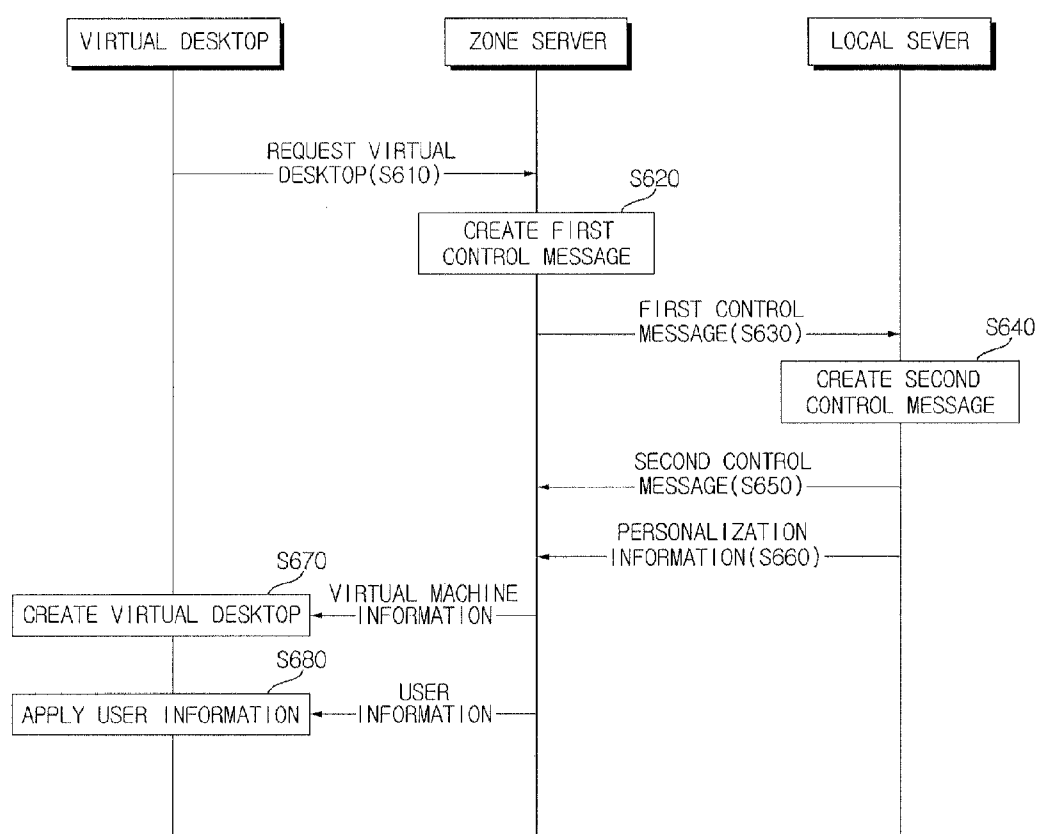 VIRTUAL DESKTOP
ZONE SERVER
LOCAL SEVER
REQUEST VIRTUAL
DESKTOP(S610)
S620
CREATE FIRST
CONTROL MESSAGE
FIRST CONTROL
MESSAGE(S630)
S640
CREATE SECOND
CONTROL MESSAGE
SECOND CONTROL
MESSAGE(S650)
PERSONALIZATION
INFORMATION(S660)
S670
CREATE VIRTUAL DESKTOP
VIRTUAL MACHINE
INFORMATION
S680
APPLY USER INFORMATION
USER
INFORMATION